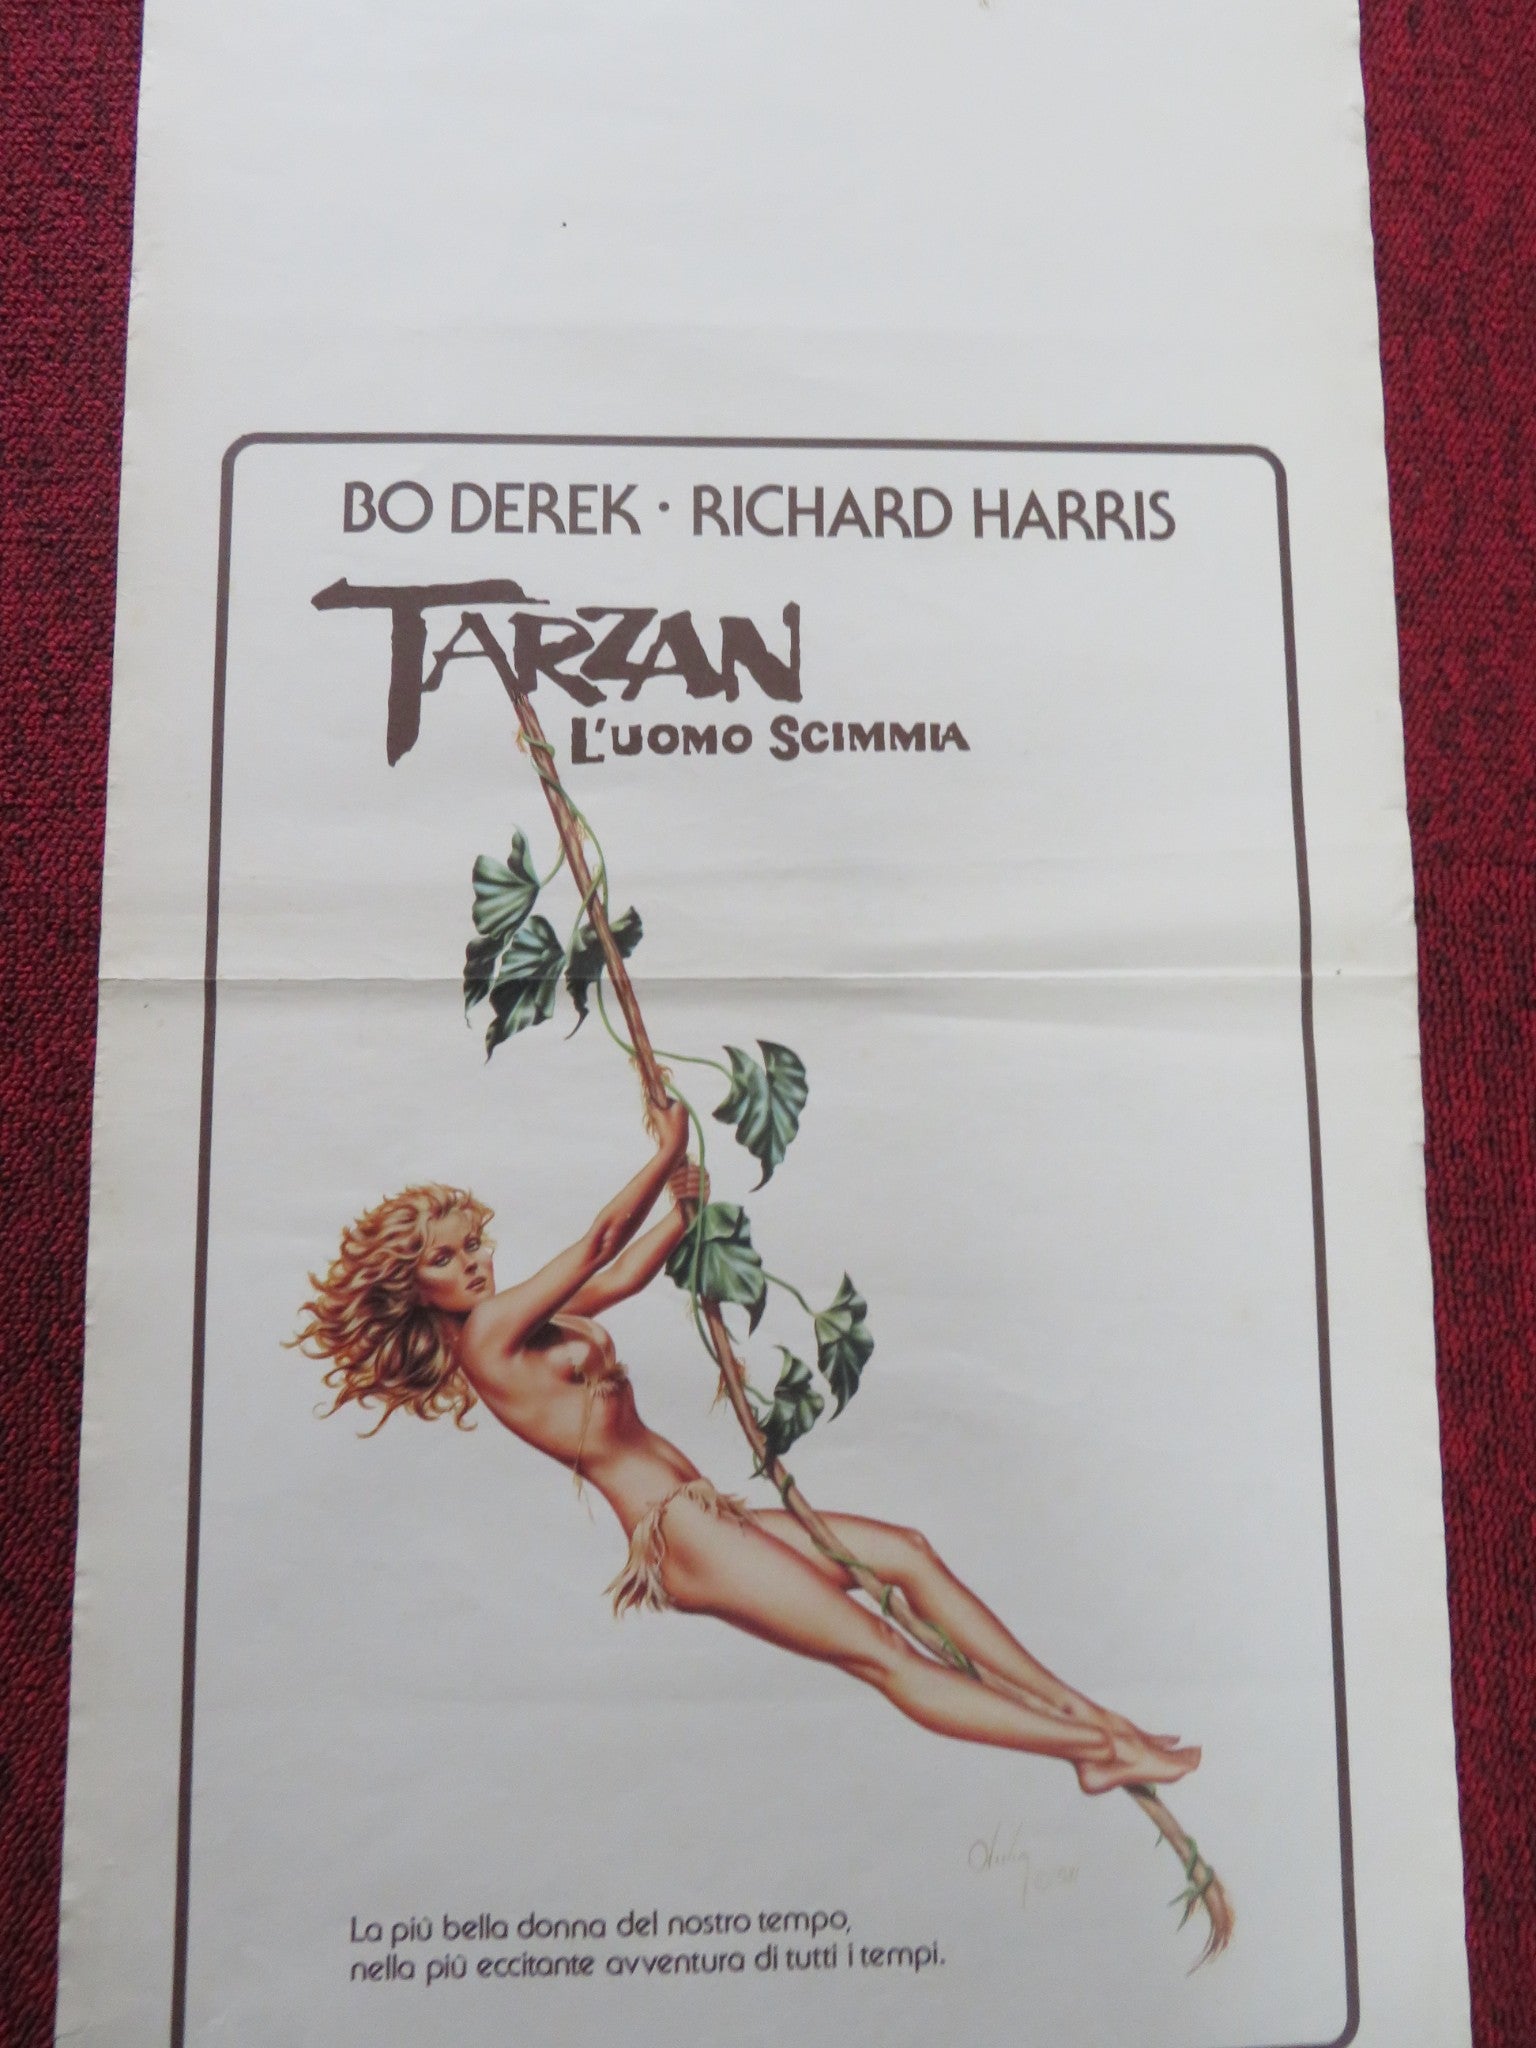 BO DEREK · RICHARD HARRIS
TARZAN
L'UOMO SCIMMIA
La più bella donna del nostro tempo,
nella più eccitante avventura di tutti i tempi.